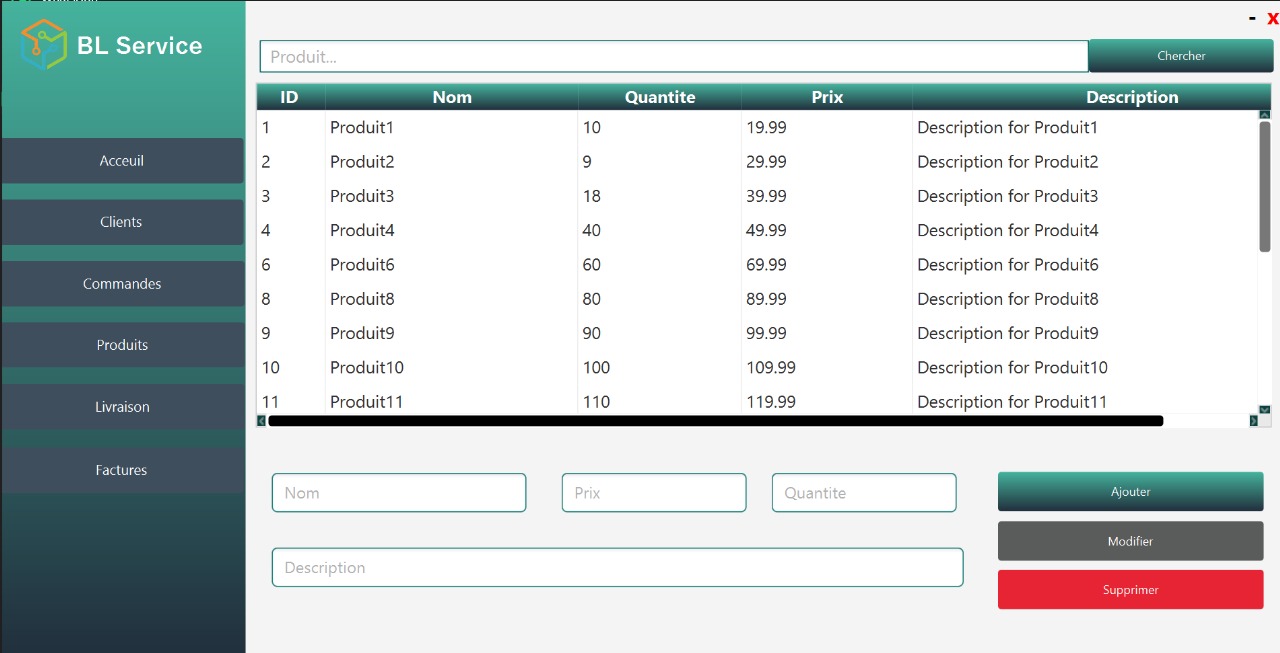 - X
BL Service
Produit...
Chercher
ID Nom Quantite Prix Description
1 Produit1 10 19.99 Description for Produit1
2 Produit2 9 29.99 Description for Produit2
3 Produit3 18 39.99 Description for Produit3
4 Produit4 40 49.99 Description for Produit4
6 Produit6 60 69.99 Description for Produit6
8 Produit8 80 89.99 Description for Produit8
9 Produit9 90 99.99 Description for Produit9
10 Produit10 100 109.99 Description for Produit10
11 Produit11 110 119.99 Description for Produit11
Acceuil
Clients
Commandes
Produits
Livraison
Factures
Nom Prix Quantite
Description
Ajouter
Modifier
Supprimer